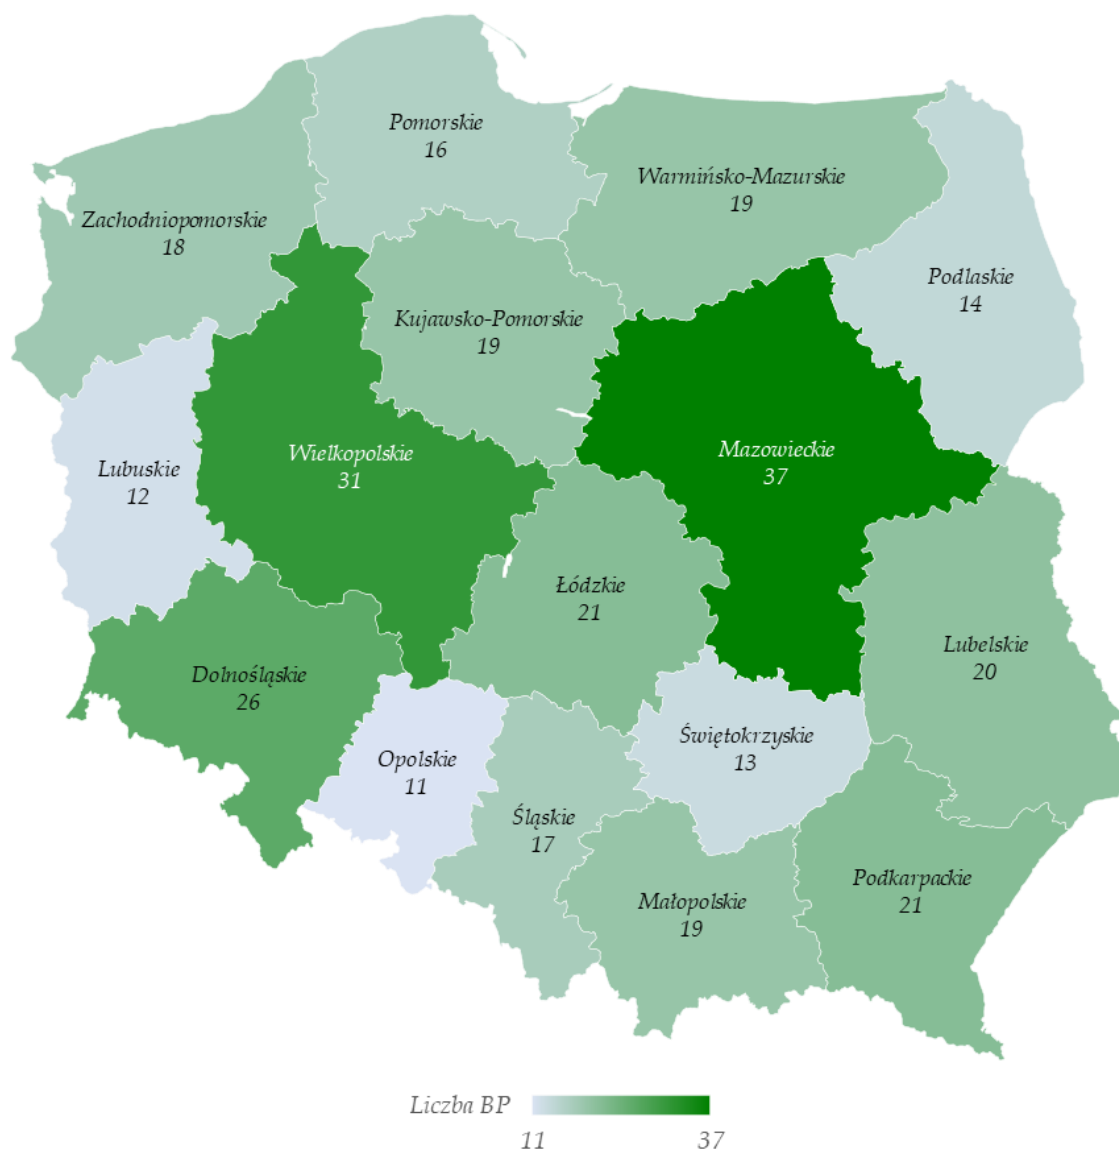 Pomorskie
16
Warmińsko-Mazurskie
19
Zachodniopomorskie
18
Podlaskie
14
Kujawsko-Pomorskie
19
Wielkopolskie
31
Mazowieckie
37
Lubuskie
12
Łódzkie
21
Lubelskie
20
Dolnośląskie
26
Świętokrzyskie
13
Opolskie
11
Śląskie
17
Podkarpackie
21
Małopolskie
19
Liczba BP
11
37